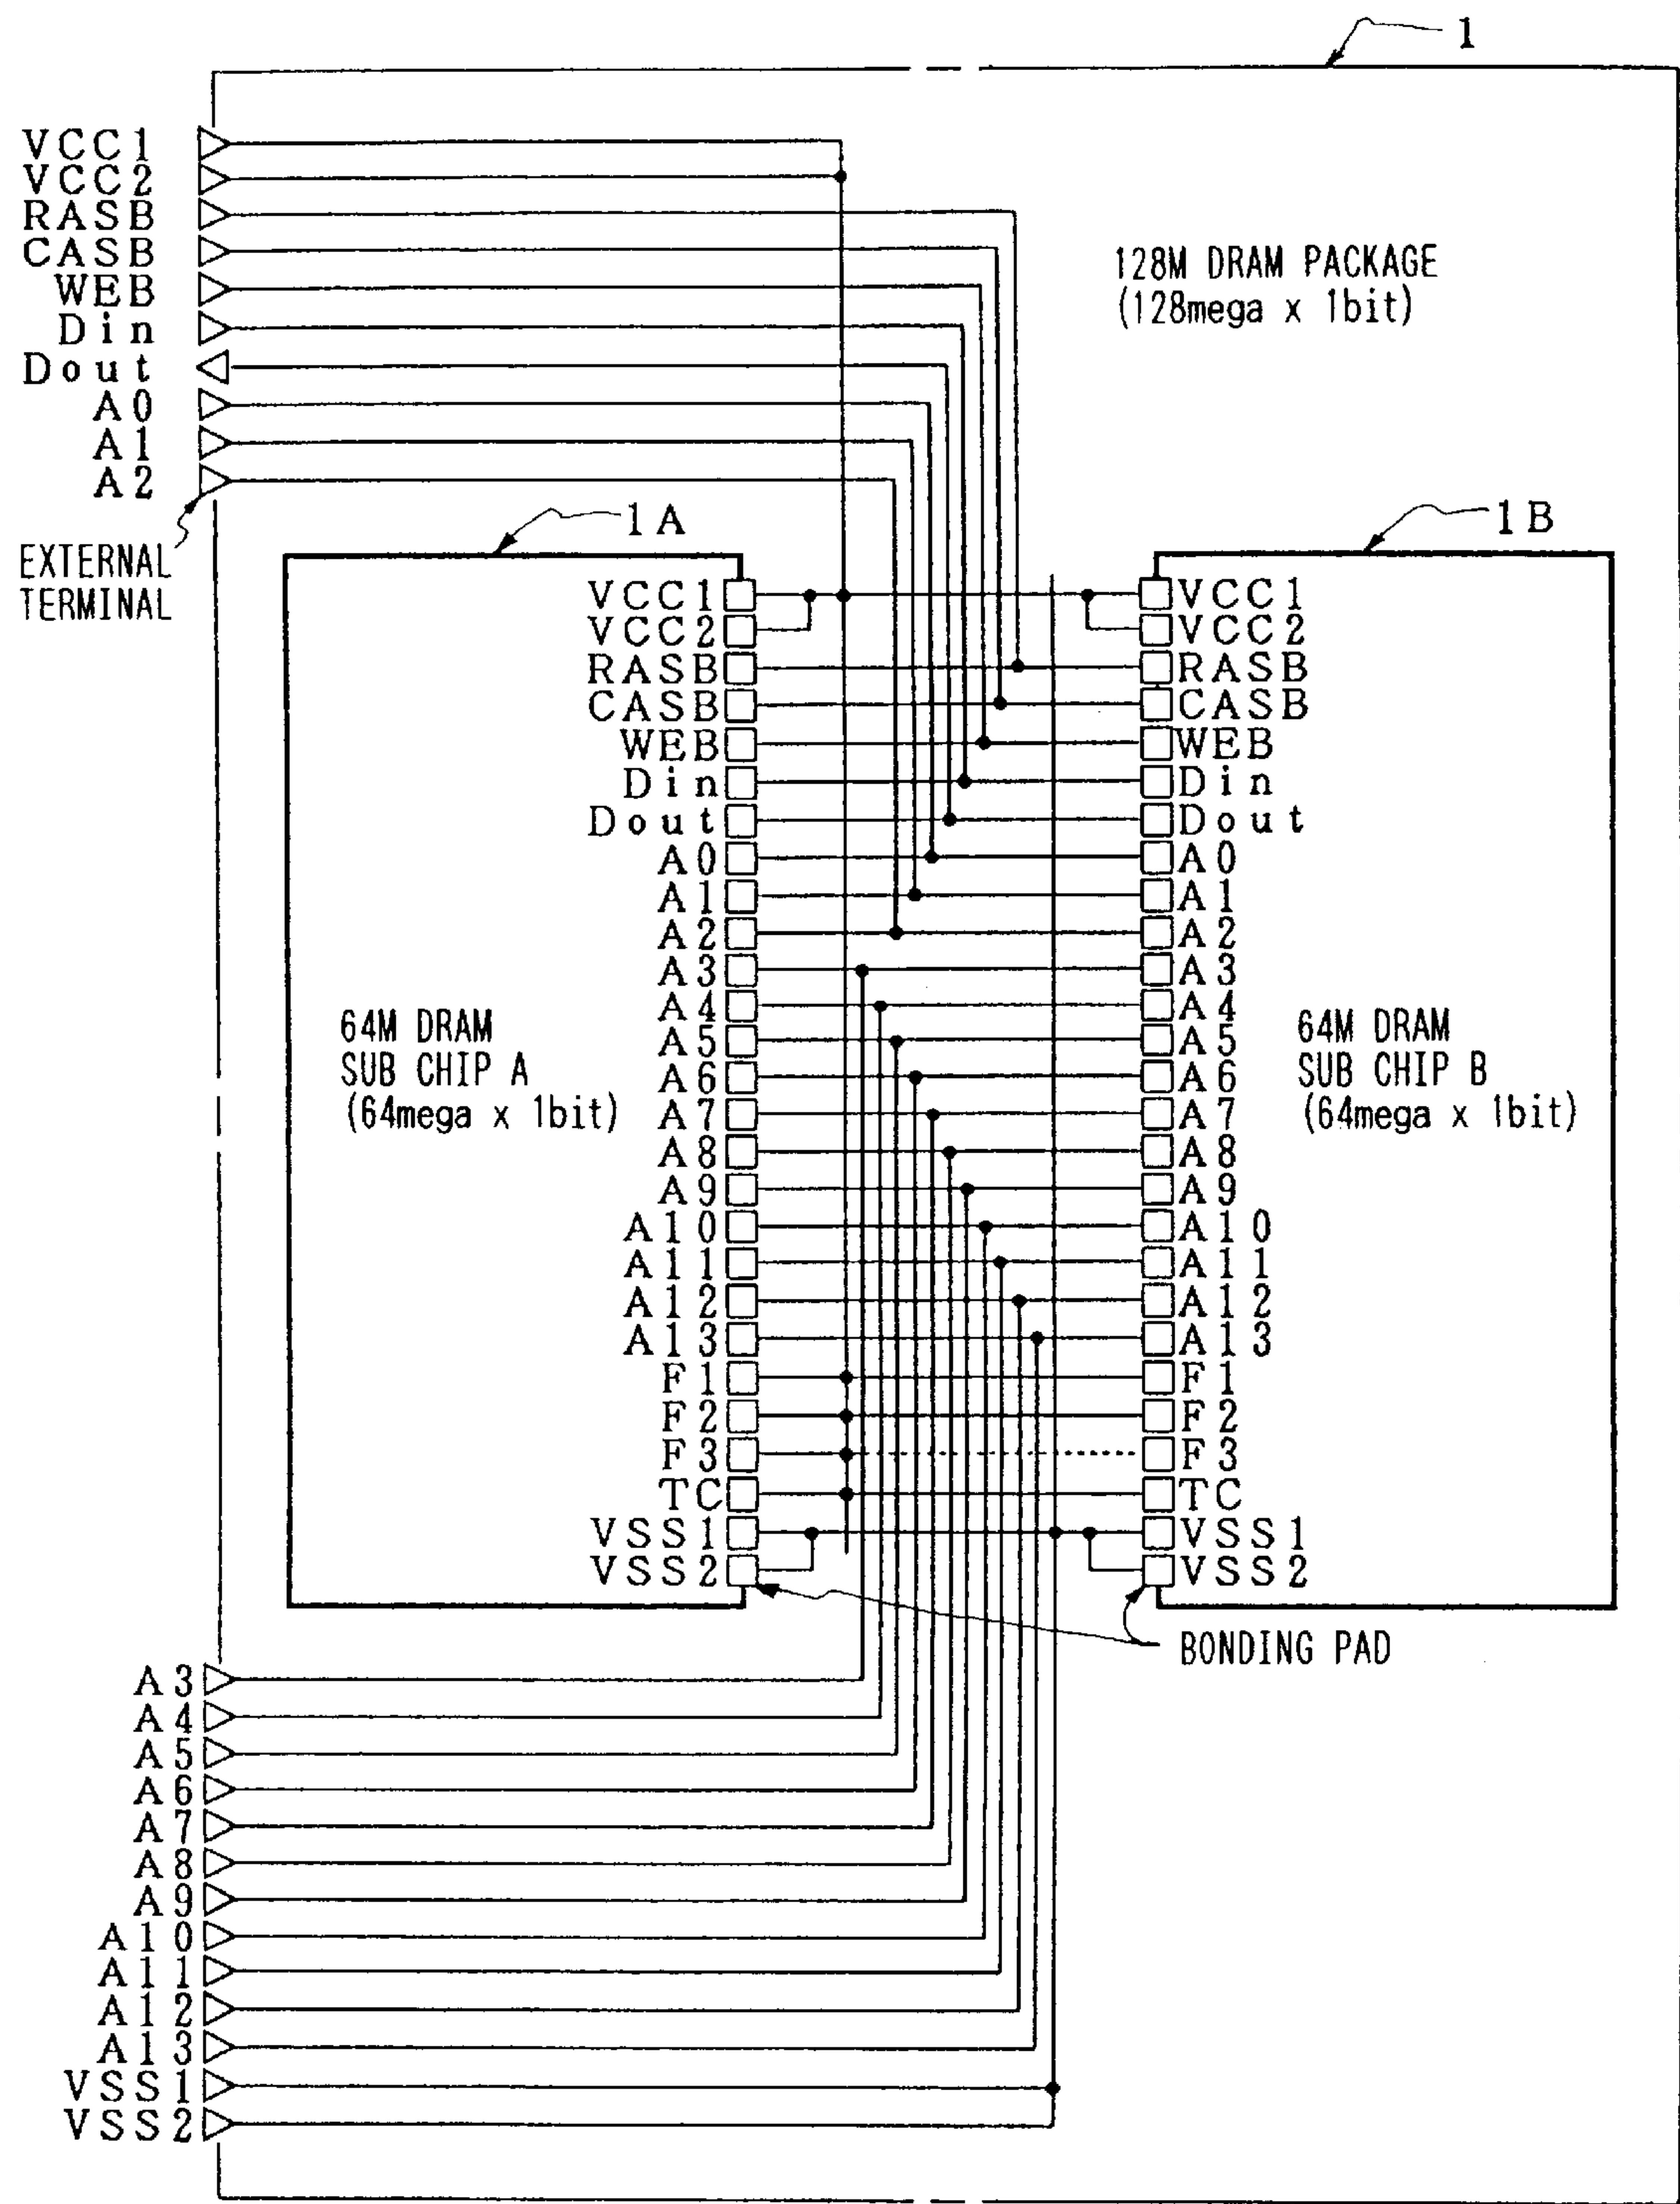 1
VCC1
VCC2
RASB
CASB
WEB
Din
Dout
A0
A1
A2
128M DRAM PACKAGE
(128mega x 1bit)
EXTERNAL
TERMINAL
1A
1B
VCC1 VCC1
VCC2 VCC2
RASB RASB
CASB CASB
WEB WEB
Din Din
Dout Dout
A0 A0
A1 A1
A2 A2
A3 A3
A4 A4
A5 A5
A6 A6
A7 A7
A8 A8
A9 A9
A10 A10
A11 A11
A12 A12
A13 A13
F1 F1
F2 F2
F3 F3
TC TC
VSS1 VSS1
VSS2 VSS2
64M DRAM
SUB CHIP A
(64mega x 1bit)
64M DRAM
SUB CHIP B
(64mega x 1bit)
BONDING PAD
A3
A4
A5
A6
A7
A8
A9
A10
A11
A12
A13
VSS1
VSS2